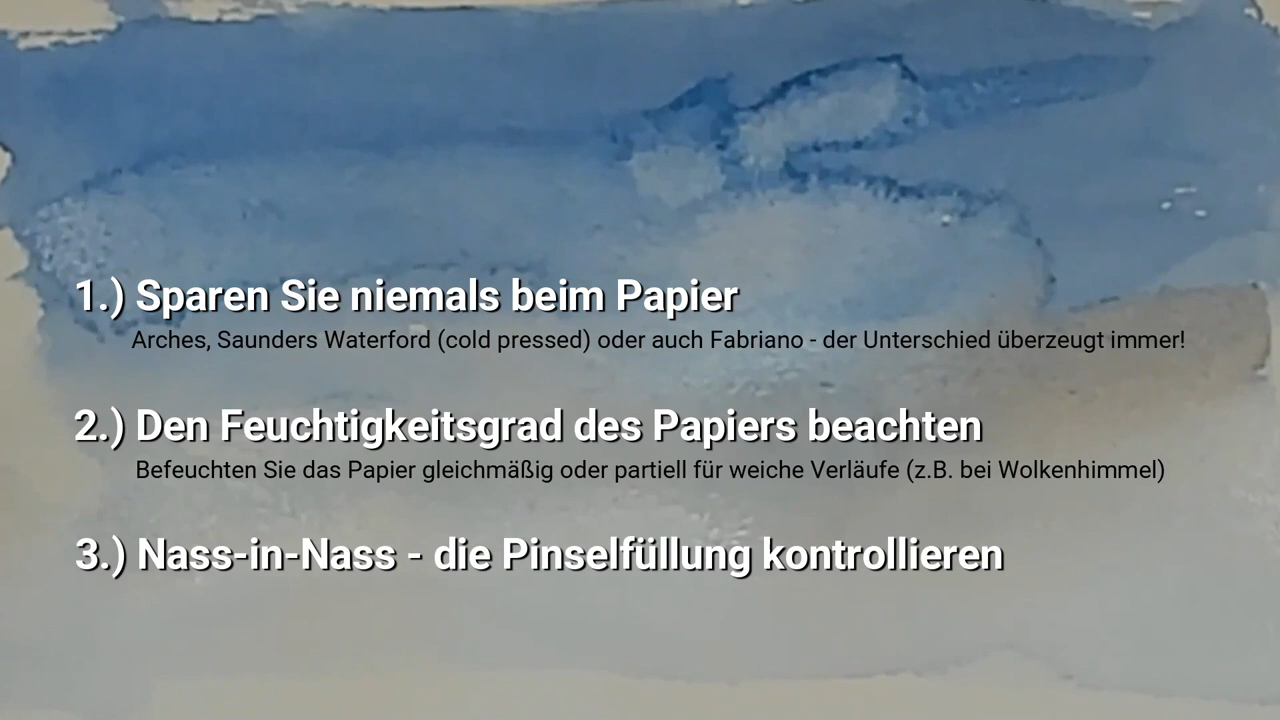 1.) Sparen Sie niemals beim Papier
Arches, Saunders Waterford (cold pressed) oder auch Fabriano - der Unterschied überzeugt immer!
2.) Den Feuchtigkeitsgrad des Papiers beachten
Befeuchten Sie das Papier gleichmäßig oder partiell für weiche Verläufe (z.B. bei Wolkenhimmel)
3.) Nass-in-Nass - die Pinselfüllung kontrollieren